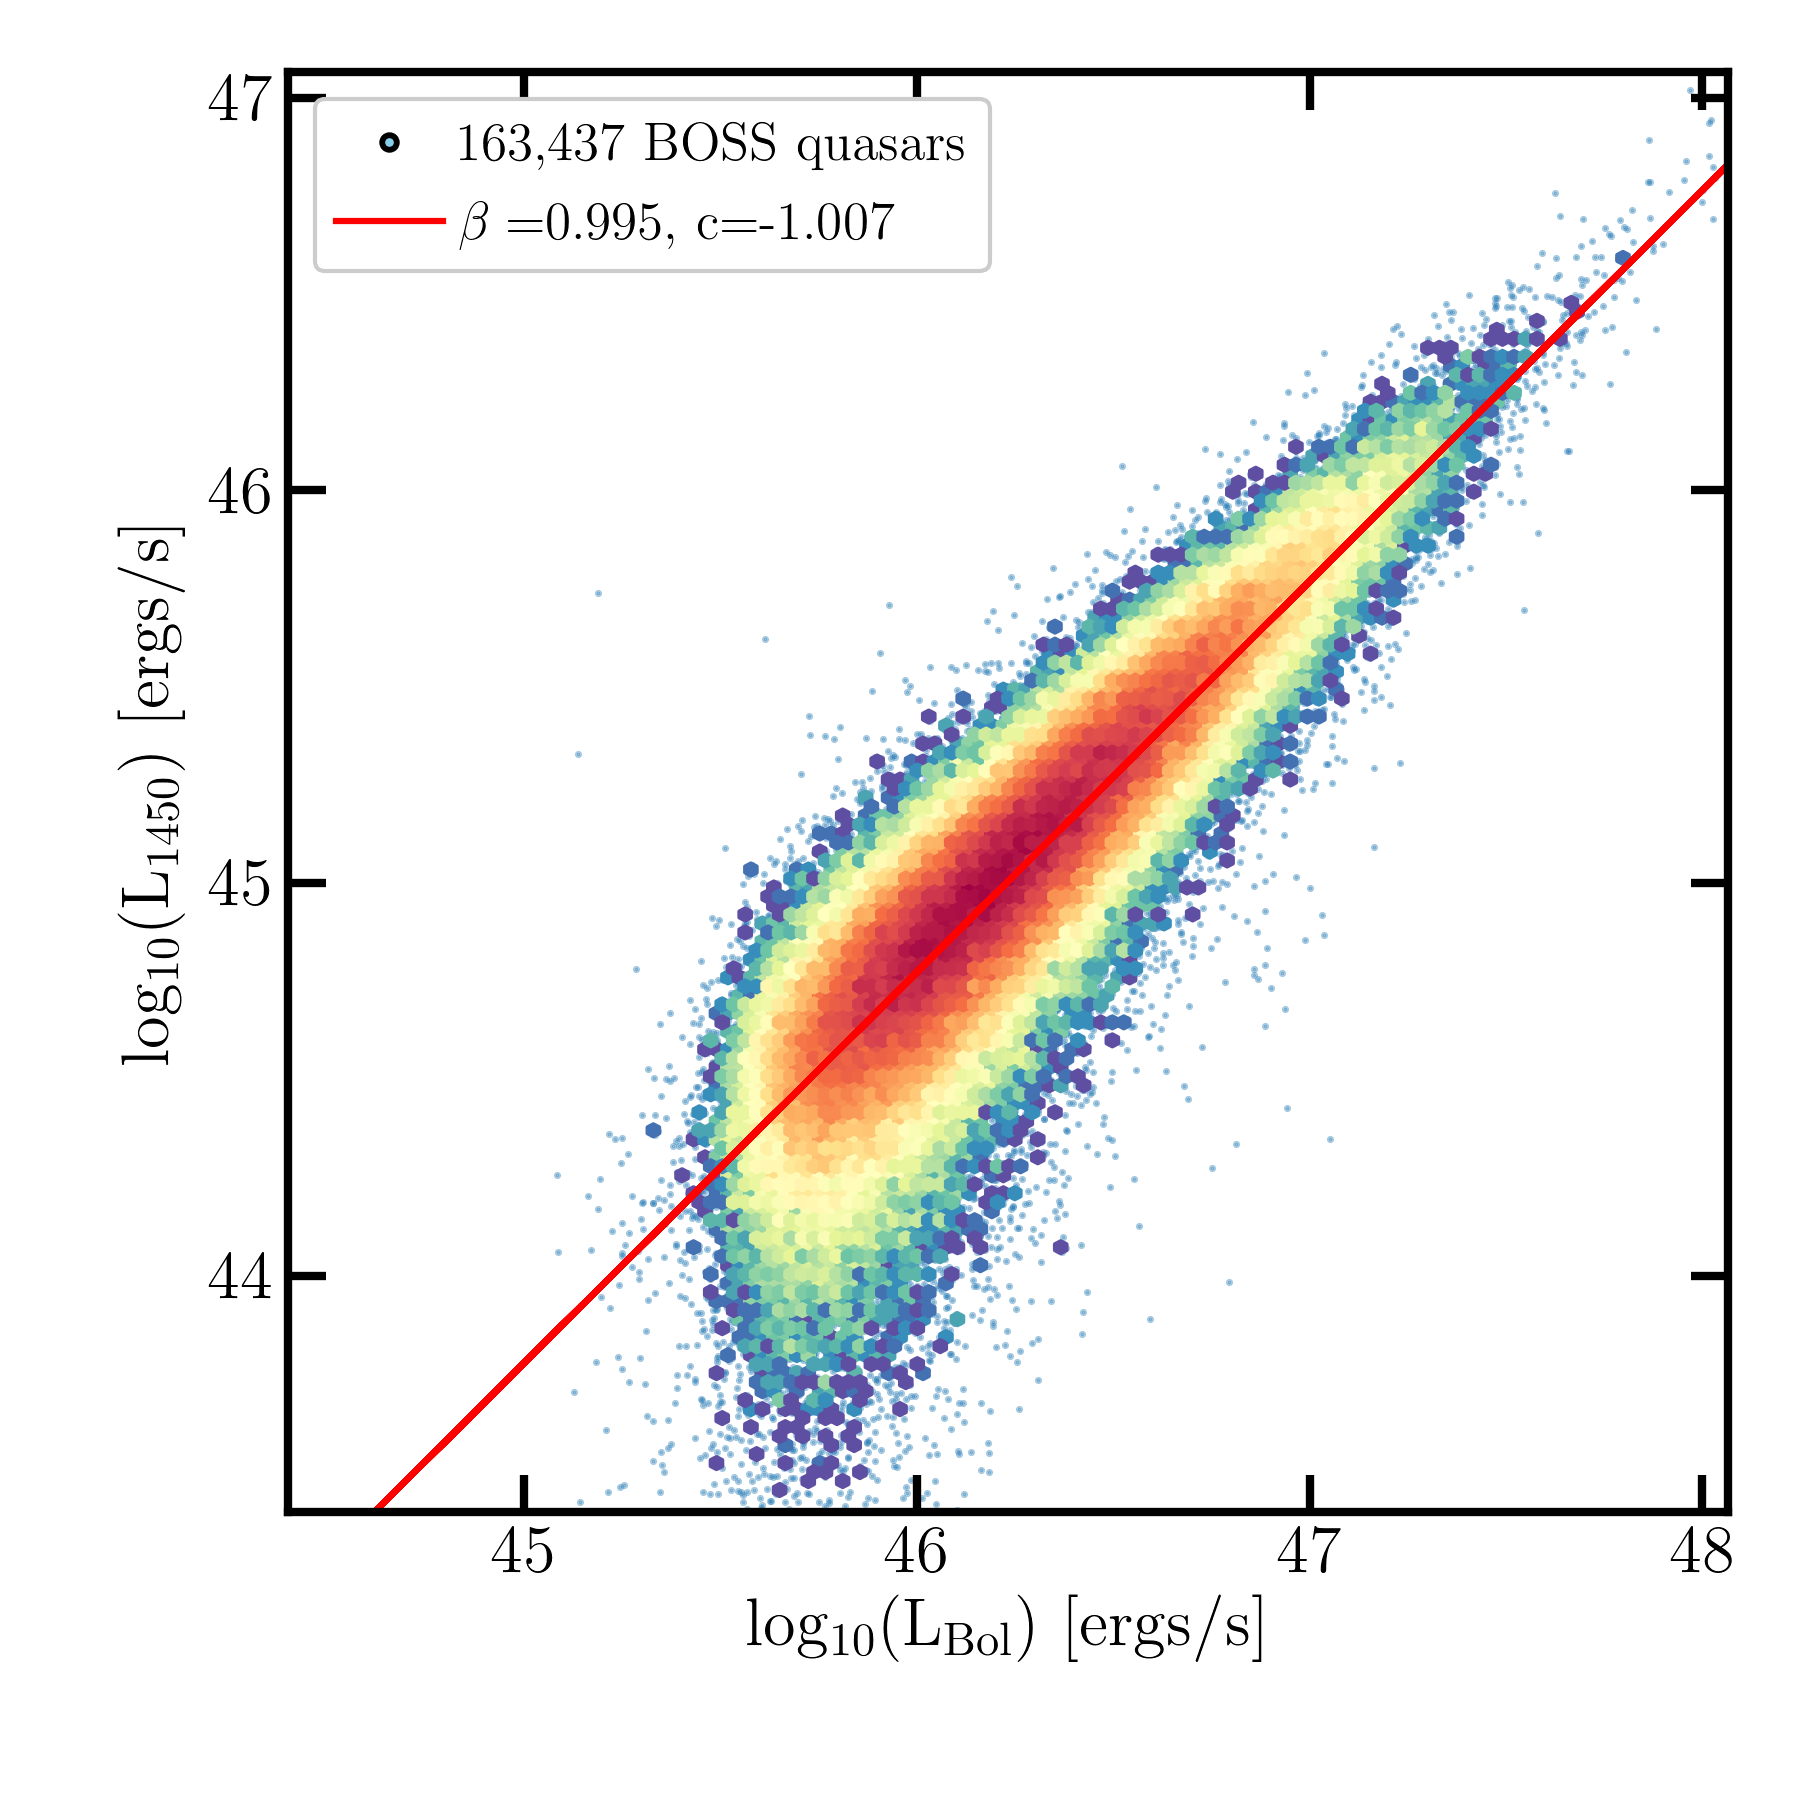 163,437 BOSS quasars
β =0.995, c=-1.007
47
46
45
44
log₁₀(L₁₄₅₀) [ergs/s]
45 46 47 48
log₁₀(L_Bol) [ergs/s]